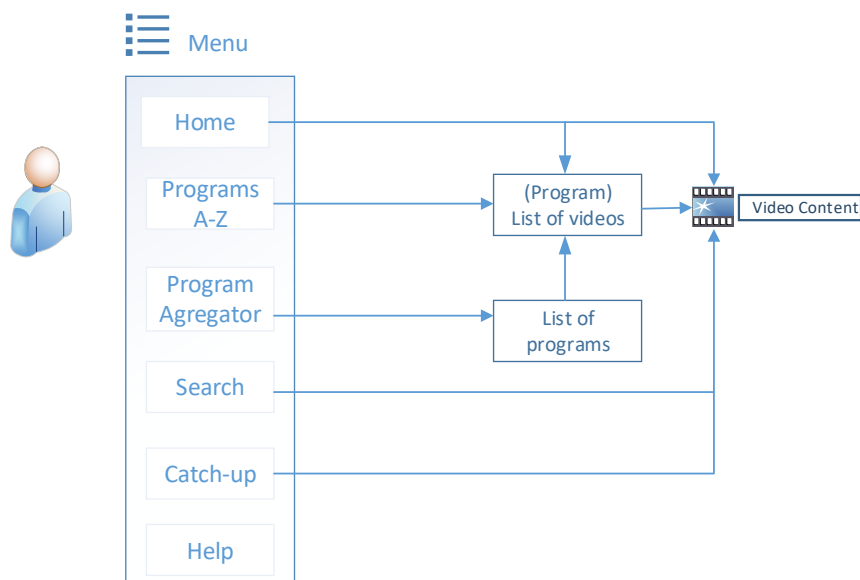 Menu
Home
Programs
A-Z
Program
Agregator
Search
Catch-up
Help
(Program)
List of videos
List of
programs
Video Content